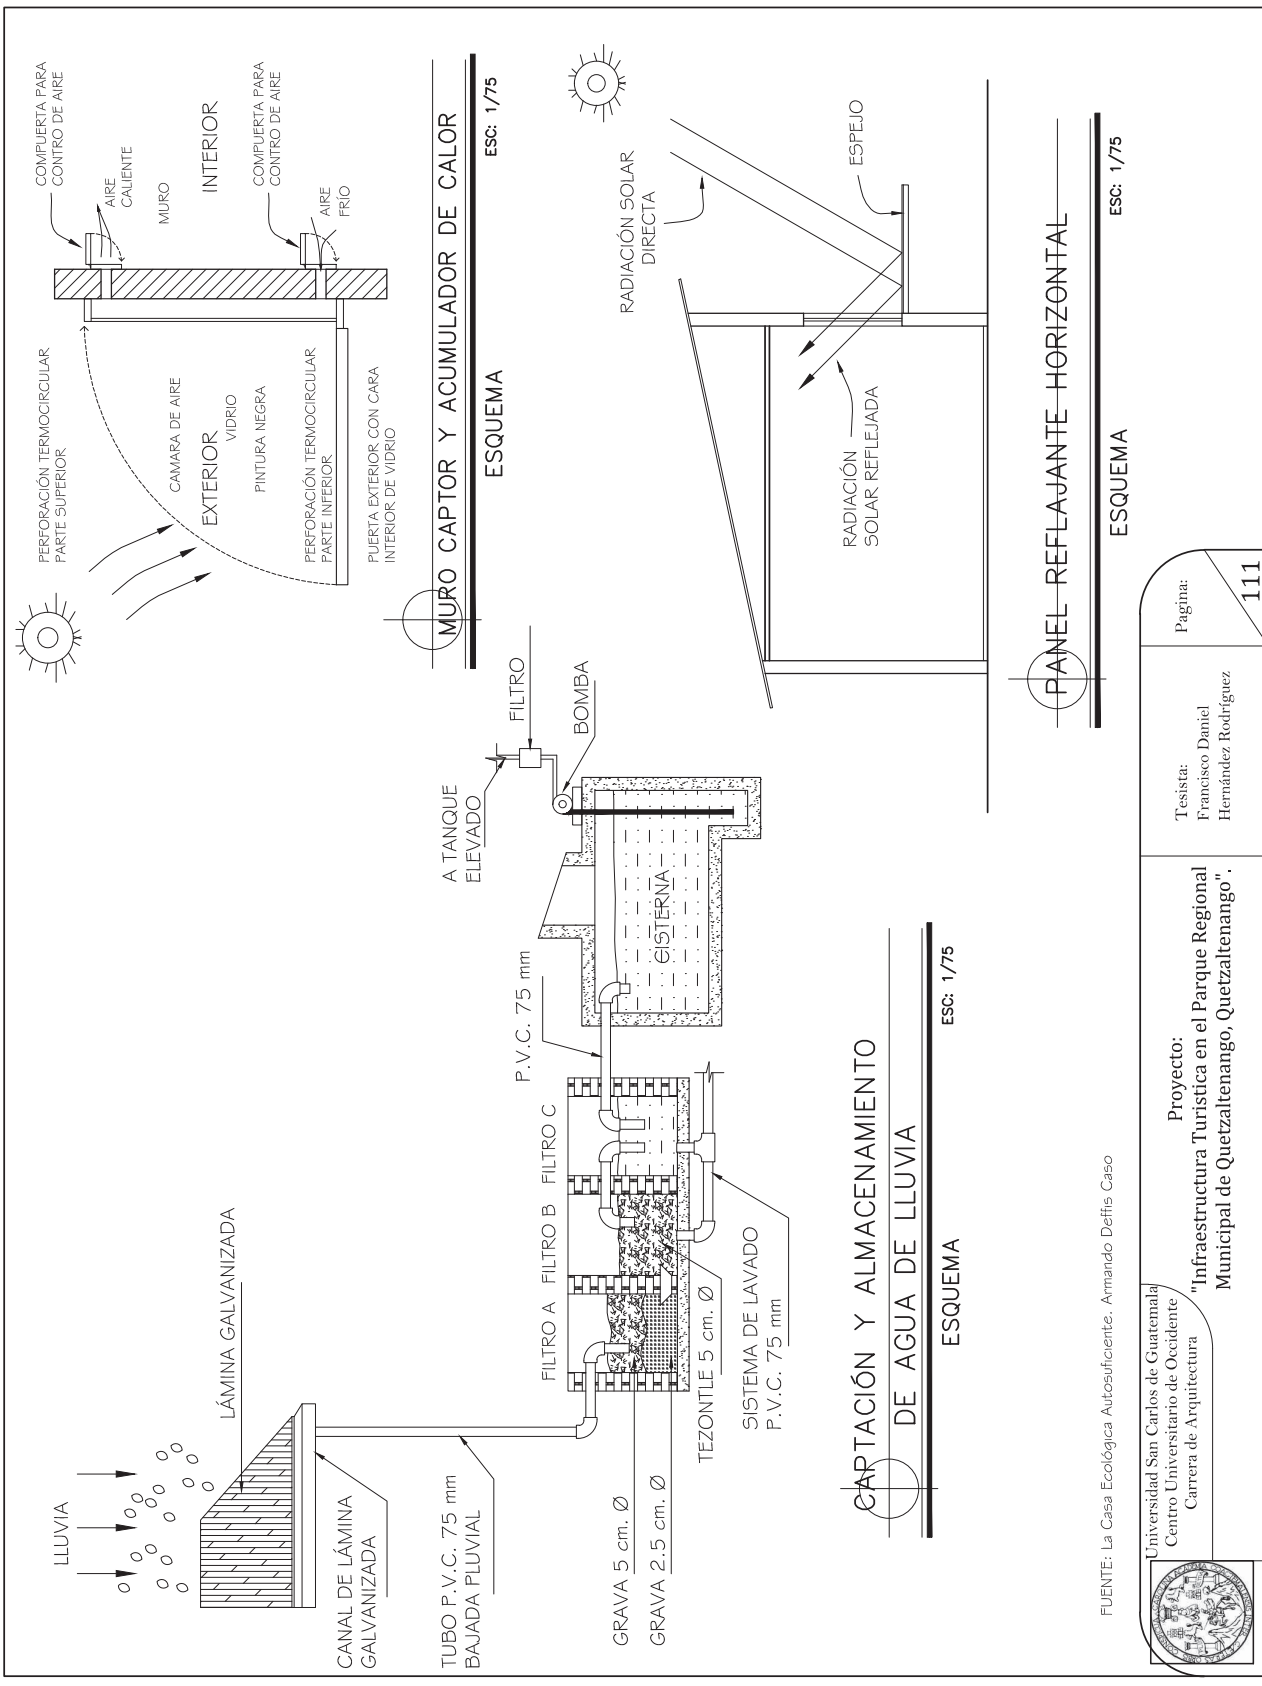 LLUVIA
LÁMINA GALVANIZADA
CANAL DE LÁMINA
GALVANIZADA
TUBO P.V.C. 75 mm
BAJADA PLUVIAL
FILTRO A
FILTRO B
FILTRO C
GRAVA 5 cm. Ø
GRAVA 2.5 cm. Ø
TEZONTLE 5 cm. Ø
SISTEMA DE LAVADO
P.V.C. 75 mm
P.V.C. 75 mm
A TANQUE
ELEVADO
FILTRO
BOMBA
CISTERNA
CAPTACIÓN Y ALMACENAMIENTO
DE AGUA DE LLUVIA
ESQUEMA
ESC: 1/75
PERFORACIÓN TERMOCIRCULAR
PARTE SUPERIOR
CAMARA DE AIRE
EXTERIOR
VIDRIO
PINTURA NEGRA
PERFORACIÓN TERMOCIRCULAR
PARTE INFERIOR
PUERTA EXTERIOR CON CARA
INTERIOR DE VIDRIO
COMPUERTA PARA
CONTRO DE AIRE
AIRE
CALIENTE
MURO
INTERIOR
COMPUERTA PARA
CONTRO DE AIRE
AIRE
FRÍO
MURO CAPTOR Y ACUMULADOR DE CALOR
ESQUEMA
ESC: 1/75
RADIACIÓN SOLAR
DIRECTA
ESPEJO
RADIACIÓN
SOLAR REFLEJADA
PANEL REFLAJANTE HORIZONTAL
ESQUEMA
ESC: 1/75
FUENTE: La Casa Ecológica Autosuficiente. Armando Deffis Caso
Universidad San Carlos de Guatemala
Centro Universitario de Occidente
Carrera de Arquitectura
Proyecto:
"Infraestructura Turistica en el Parque Regional
Municipal de Quetzaltenango, Quetzaltenango".
Tesista:
Francisco Daniel
Hernández Rodríguez
Pagina:
111